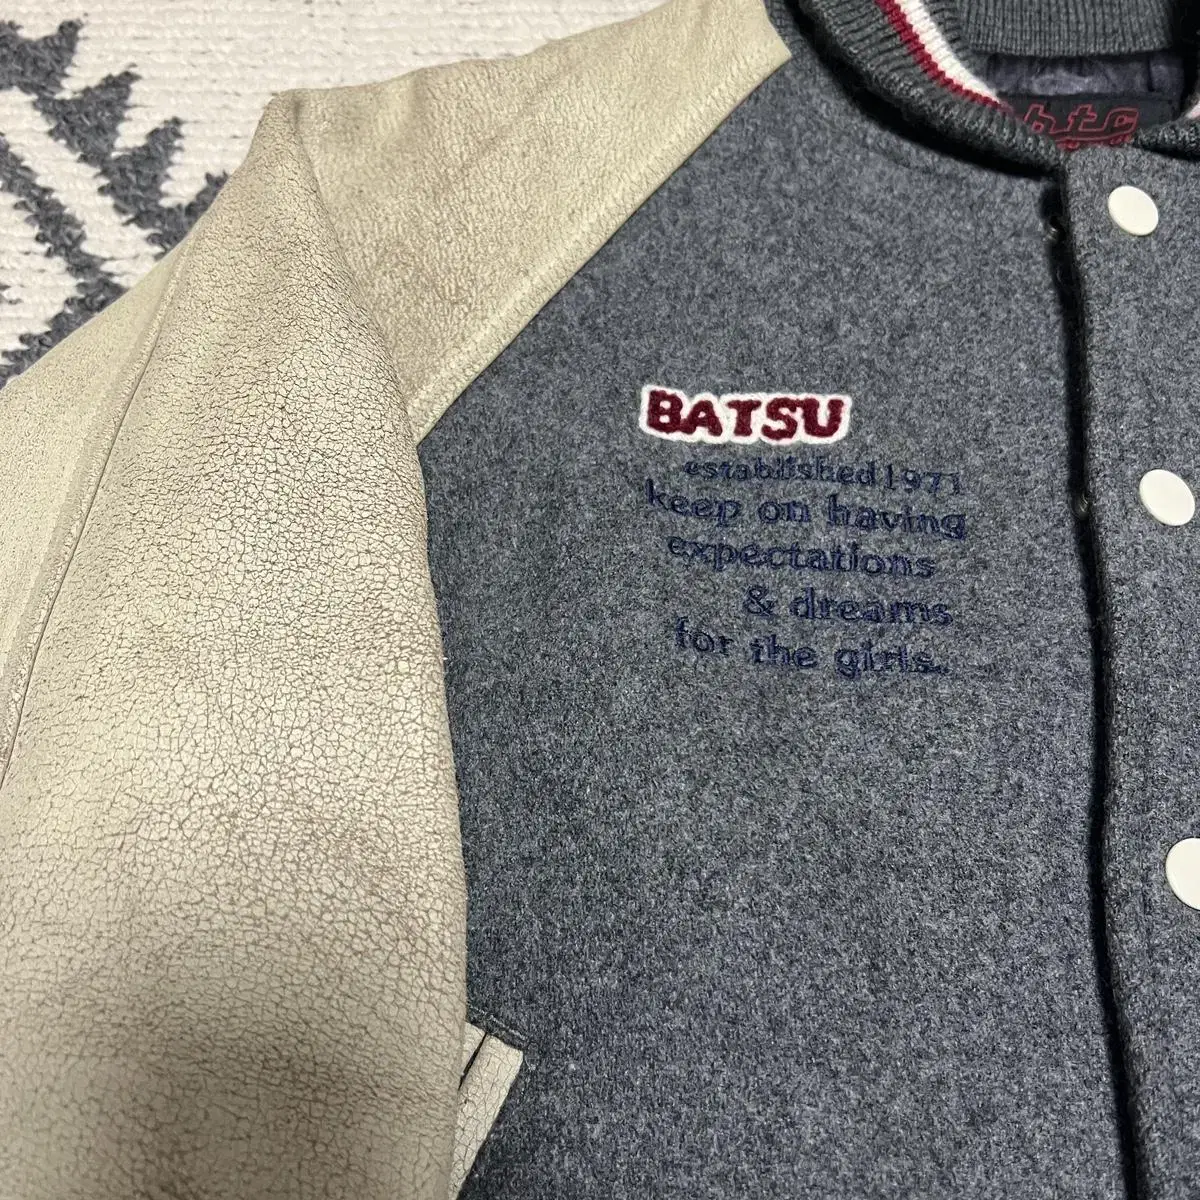 BATSU
established 1971
keep on having
expectations
& dreams
for the girls.